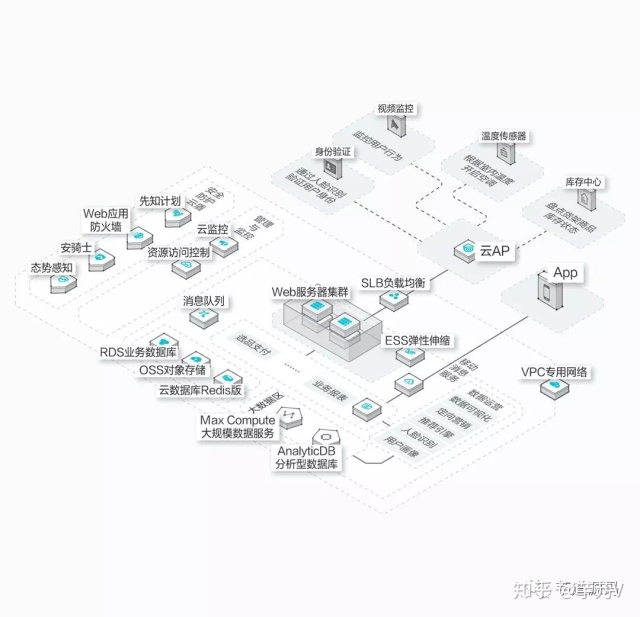 视频监控
监控用户行为
身份验证
通过人脸识别
验证用户身份
温度传感器
根据室内温度
开启空调
库存中心
盘点货架商品
库存状态
云AP
App
安全
防护
云盾
先知计划
Web应用
防火墙
安骑士
态势感知
管理
与
监控
云监控
资源访问控制
消息队列
Web服务器集群
SLB负载均衡
ESS弹性伸缩
选品支付
业务报表
移动
消息
服务
VPC专用网络
RDS业务数据库
OSS对象存储
云数据库Redis版
大数据区
Max Compute
大规模数据服务
AnalyticDB
分析型数据库
数据运营
数据可视化
定向营销
推荐引擎
人脸识别
用户画像
知乎